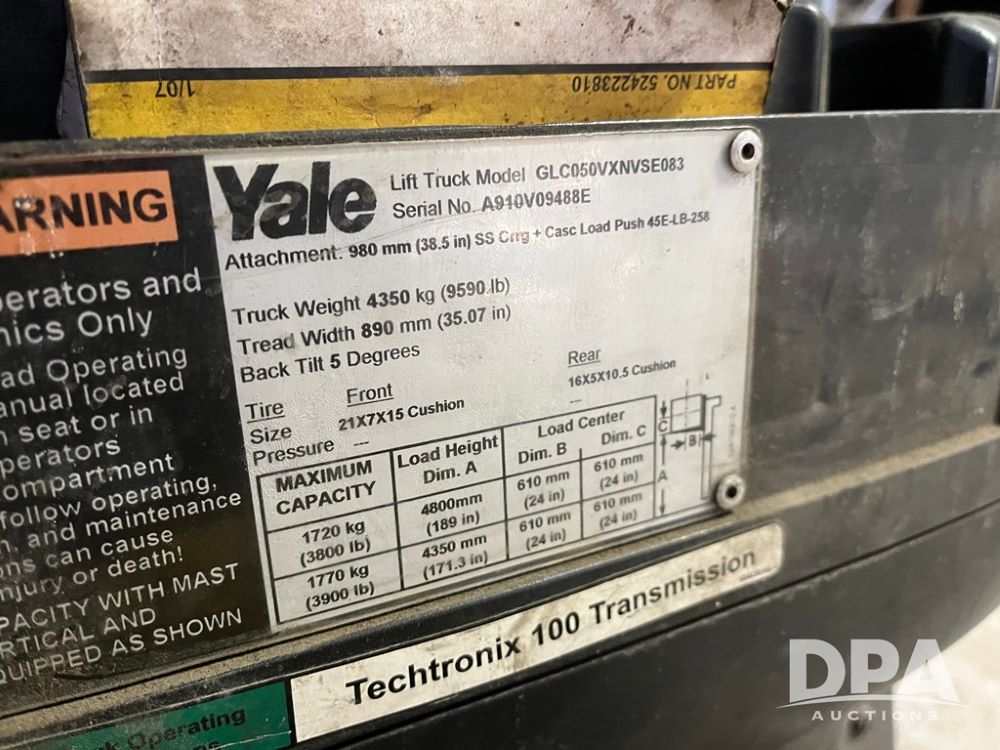 1/07
PART NO. 524223810
ARNING
perators and
nics Only
ad Operating
anual located
n seat or in
perators
ompartment
follow operating,
n, and maintenance
ons can cause
njury or death!
PACITY WITH MAST
RTICAL AND
QUIPPED AS SHOWN
Yale
Lift Truck Model GLC050VXNVSE083
Serial No. A910V09488E
Attachment: 980 mm (38.5 in) SS Crrg + Casc Load Push 45E-LB-258
Truck Weight 4350 kg (9590 lb)
Tread Width 890 mm (35.07 in)
Back Tilt 5 Degrees
Tire Front Rear
Size 21X7X15 Cushion 16X5X10.5 Cushion
Pressure --- ---
MAXIMUM CAPACITY Load Height Dim. A Load Center Dim. B Dim. C
1720 kg (3800 lb) 4800mm (189 in) 610 mm (24 in) 610 mm (24 in)
1770 kg (3900 lb) 4350 mm (171.3 in) 610 mm (24 in) 610 mm (24 in)
C
B
A
Techtronix 100 Transmission
Operating
DPA
AUCTIONS